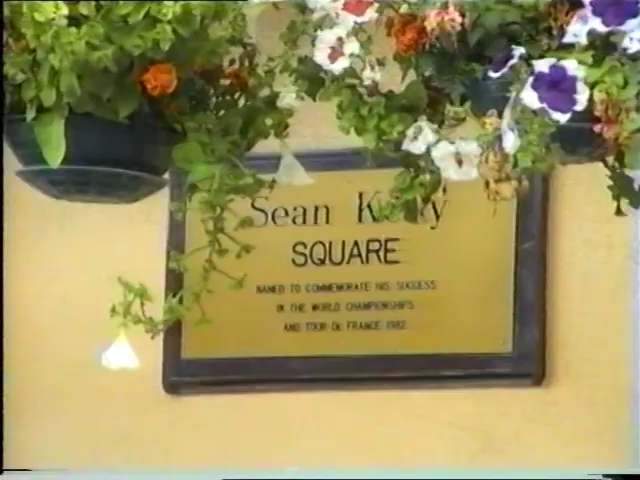 Sean Kelly
SQUARE
NAMED TO COMMEMORATE HIS SUCCESS
IN THE WORLD CHAMPIONSHIPS
AND TOUR De FRANCE 1982